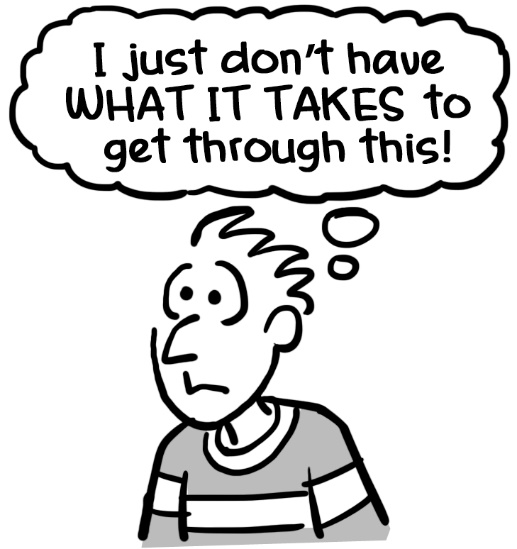 I just don't have
WHAT IT TAKES to
get through this!